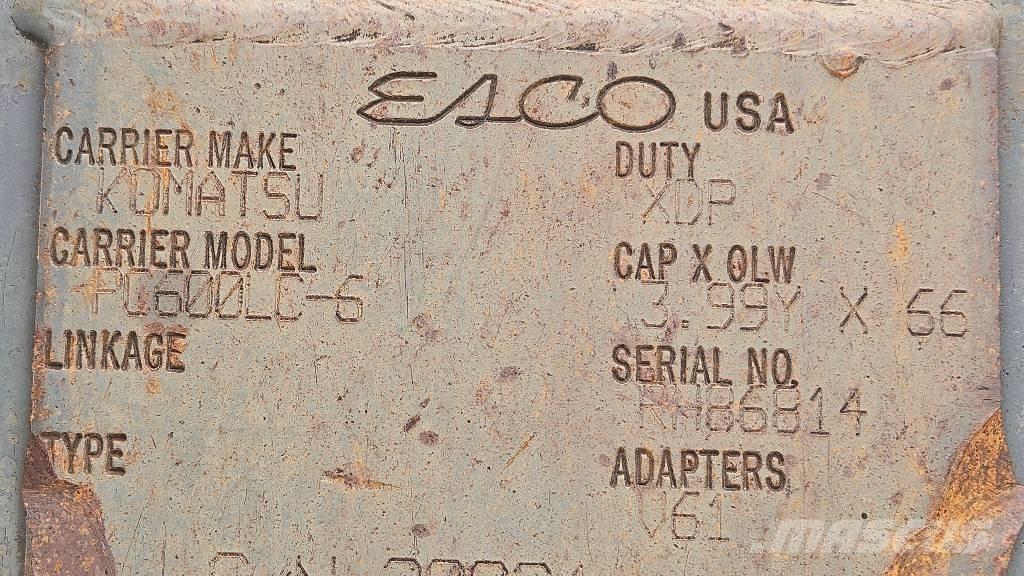 ESCO USA
CARRIER MAKE
KOMATSU
CARRIER MODEL
PC600LC-6
LINKAGE
TYPE
DUTY
XDP
CAP X OLW
3.99Y X 66
SERIAL NO.
ADAPTERS
V61
MASCUS